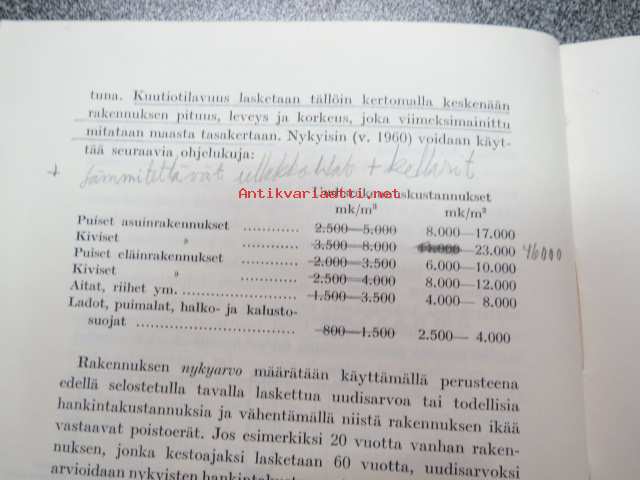 tuna. Kuutiotilavuus lasketaan tällöin kertomalla keskenään
rakennuksen pituus, leveys ja korkeus, joka viimeksimainittu
mitataan maasta tasakertaan. Nykyisin (v. 1960) voidaan käyt-
tää seuraavia ohjelukuja:
+ Lämmitettävät + kellarit
Antikvariaatti.fi
kustannukset
mk/m³ mk/m²
Puiset asuinrakennukset ............ 2.500—5.000 8.000—17.000
Kiviset „ 3.500—8.000 —23.000 46000
Puiset eläinrakennukset ............ 2.000—3.500 6.000—10.000
Kiviset „ 2.500—4.000 8.000—12.000
Aitat, riihet ym. ......................... 1.500—3.500 4.000— 8.000
Ladot, puimalat, halko- ja kalusto-
suojat ................................ 800—1.500 2.500— 4.000
Rakennuksen nykyarvo määrätään käyttämällä perusteena
edellä selostetulla tavalla laskettua uudisarvoa tai todellisia
hankintakustannuksia ja vähentämällä niistä rakennuksen ikää
vastaavat poistoerät. Jos esimerkiksi 20 vuotta vanhan raken-
nuksen, jonka kestoajaksi lasketaan 60 vuotta, uudisarvoksi
arvioidaan nykyisten